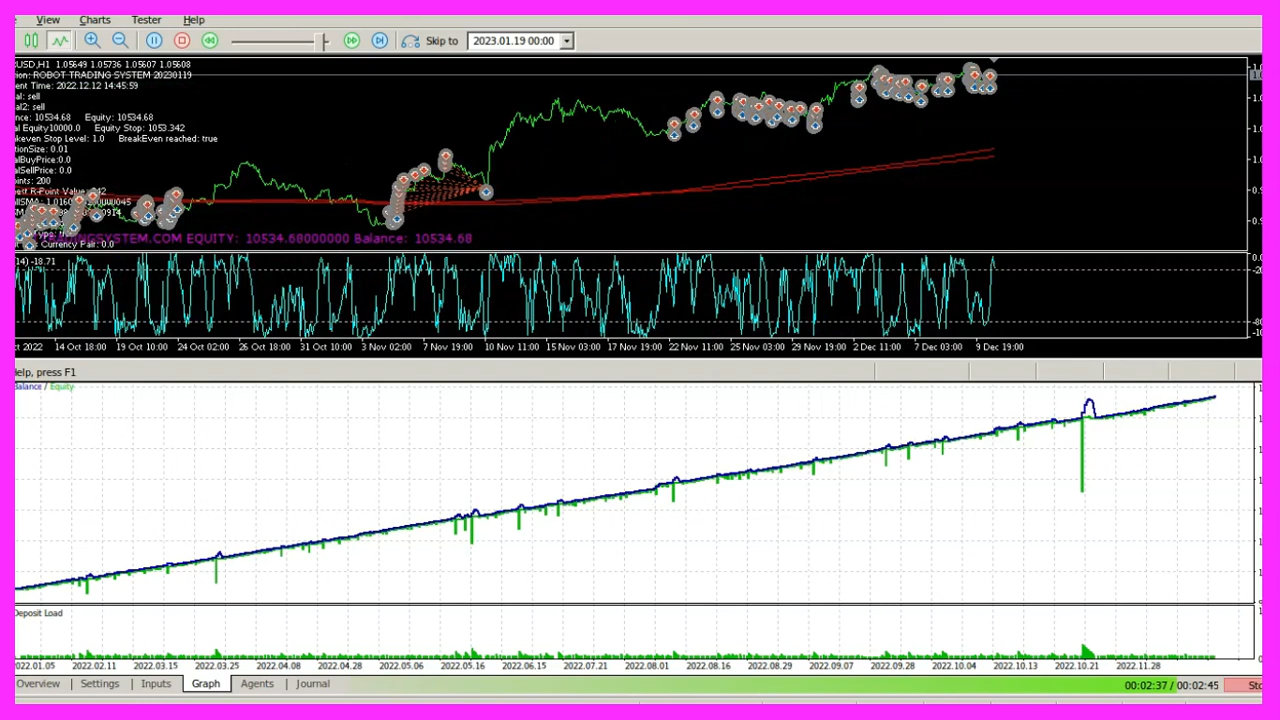 View Charts Tester Help
Skip to 2023.01.19 00:00
USD,H1 1.05649 1.05736 1.05607 1.05608
ion: ROBOT TRADING SYSTEM 20230119
ent Time: 2022.12.12 14:45:59
al: sell
al2: sell
nce: 10534.68 Equity: 10534.68
al Equity10000.0 Equity Stop: 1053.342
akeven Stop Level: 1.0 BreakEven reached: true
tionSize: 0.01
alBuyPrice:0.0
alSellPrice: 0.0
oints: 200
est R-Point Value:
INGSYSTEM.COM EQUITY: 10534.68000000 Balance: 10534.68
Currency Pair: 0.0
14) -18.71
ct 2022 14 Oct 18:00 19 Oct 10:00 24 Oct 02:00 26 Oct 18:00 31 Oct 10:00 3 Nov 02:00 7 Nov 19:00 10 Nov 11:00 15 Nov 03:00 17 Nov 19:00 22 Nov 11:00 25 Nov 03:00 29 Nov 19:00 2 Dec 11:00 7 Dec 03:00 9 Dec 19:00
elp, press F1
Balance / Equity
Deposit Load
022.01.05 2022.02.11 2022.03.15 2022.03.25 2022.04.08 2022.04.28 2022.05.06 2022.05.16 2022.06.15 2022.07.21 2022.08.01 2022.08.16 2022.08.29 2022.09.07 2022.09.28 2022.10.04 2022.10.13 2022.10.21 2022.11.28
Overview Settings Inputs Graph Agents Journal 00:02:37 / 00:02:45 Sto